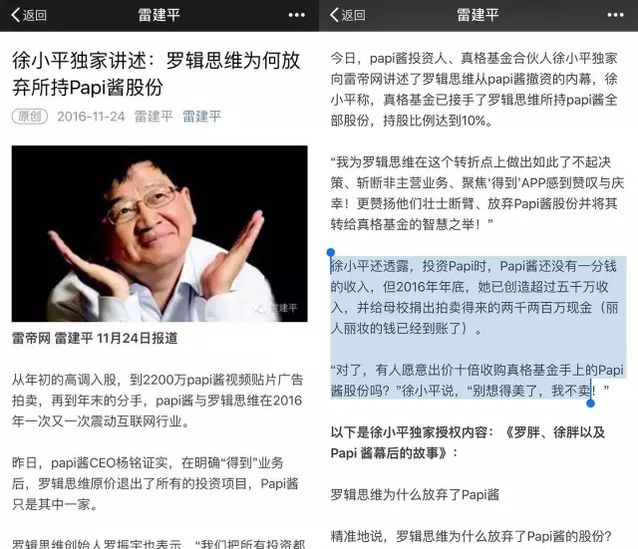 返回
雷建平
徐小平独家讲述：罗辑思维为何放
弃所持Papi酱股份
原创 2016-11-24 雷建平 雷建平
雷建平
雷帝网 雷建平 11月24日报道
从年初的高调入股，到2200万papi酱视频贴片广告
拍卖，再到年末的分手，papi酱与罗辑思维在2016
年一次又一次震动互联网行业。
昨日，papi酱CEO杨铭证实，在明确“得到”业务
后，罗辑思维原价退出了所有的投资项目，Papi酱
只是其中一家。
罗辑思维创始人罗振宇也表示，“我们把所有投资都
返回
雷建平
今日，papi酱投资人、真格基金合伙人徐小平独家
向雷帝网讲述了罗辑思维从papi酱撤资的内幕，徐
小平称，真格基金已接手了罗辑思维所持papi酱全
部股份，持股比例达到10%。
“我为罗辑思维在这个转折点上做出如此了不起决
策、斩断非主营业务、聚焦‘得到’APP感到赞叹与庆
幸！更赞扬他们壮士断臂、放弃Papi酱股份并将其
转给真格基金的智慧之举！”
徐小平还透露，投资Papi时，Papi酱还没有一分钱
的收入，但2016年年底，她已创造超过五千万收
入，并给母校捐出拍卖得来的两千两百万现金（丽
人丽妆的钱已经到账了）。
“对了，有人愿意出价十倍收购真格基金手上的Papi
酱股份吗？”徐小平说，“别想得美了，我不卖！”
以下是徐小平独家授权内容：《罗胖、徐胖以及
Papi 酱幕后的故事》：
罗辑思维为什么放弃了Papi酱
精准地说，罗辑思维为什么放弃了Papi酱的股份？